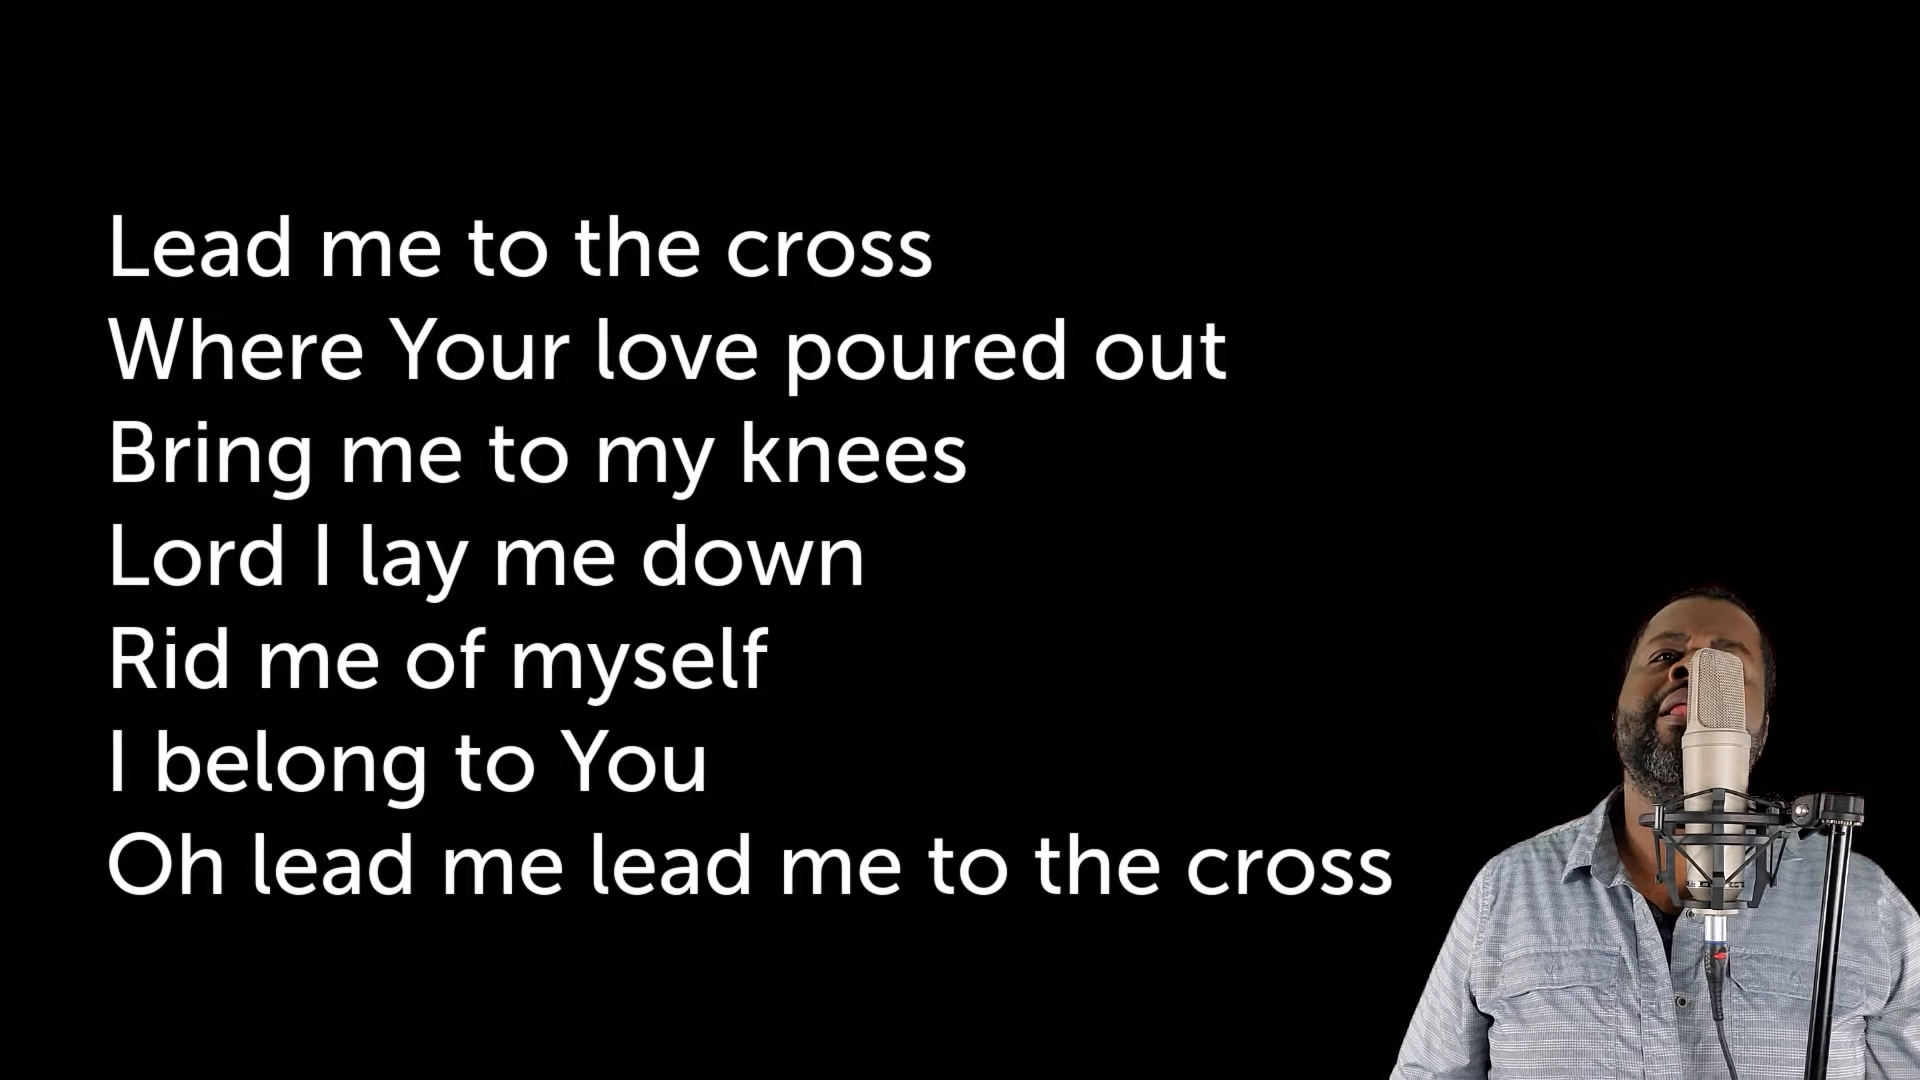 Lead me to the cross
Where Your love poured out
Bring me to my knees
Lord I lay me down
Rid me of myself
I belong to You
Oh lead me lead me to the cross